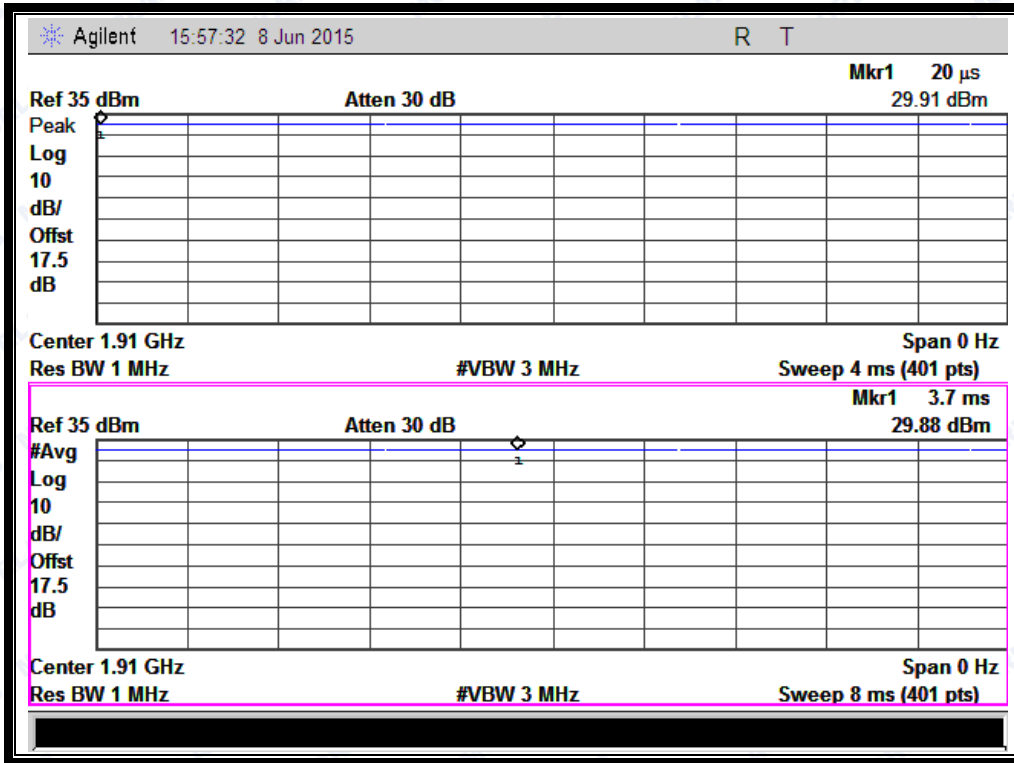 Agilent 15:57:32 8 Jun 2015 R T
Mkr1 20 µs
Ref 35 dBm Atten 30 dB 29.91 dBm
Peak
1
Log
10
dB/
Offst
17.5
dB
Center 1.91 GHz Span 0 Hz
Res BW 1 MHz #VBW 3 MHz Sweep 4 ms (401 pts)
Mkr1 3.7 ms
Ref 35 dBm Atten 30 dB 29.88 dBm
#Avg
1
Log
10
dB/
Offst
17.5
dB
Center 1.91 GHz Span 0 Hz
Res BW 1 MHz #VBW 3 MHz Sweep 8 ms (401 pts)